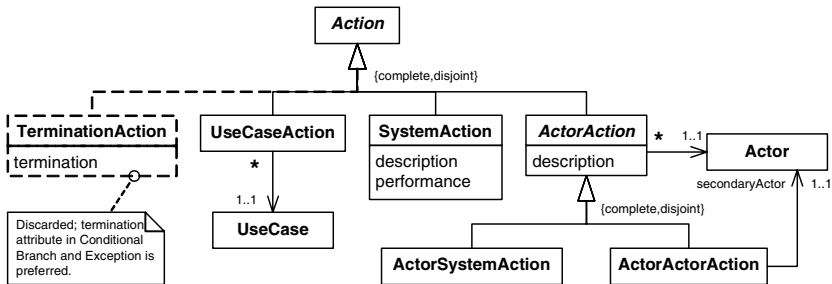 Action
{complete,disjoint}
TerminationAction
termination
UseCaseAction
SystemAction
description
performance
ActorAction
description
*
1..1
Actor
*
1..1
UseCase
secondaryActor
1..1
{complete,disjoint}
Discarded; termination
attribute in Conditional
Branch and Exception is
preferred.
ActorSystemAction
ActorActorAction